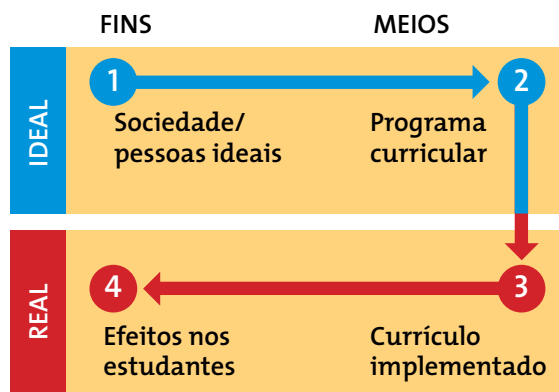 FINS
MEIOS
IDEAL
1
2
Sociedade/
pessoas ideais
Programa
curricular
REAL
4
3
Efeitos nos
estudantes
Currículo
implementado